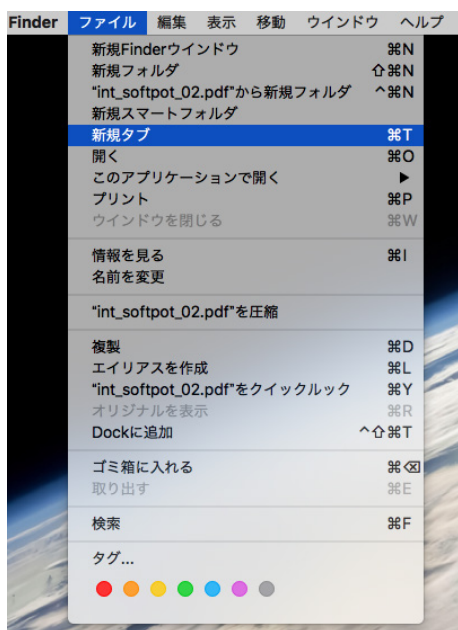 Finder ファイル 編集 表示 移動 ウインドウ ヘルプ
新規Finderウインドウ ⌘N
新規フォルダ ⇧⌘N
“int_softpot_02.pdf”から新規フォルダ ^⌘N
新規スマートフォルダ
新規タブ ⌘T
開く ⌘O
このアプリケーションで開く ▶
プリント ⌘P
ウインドウを閉じる ⌘W
情報を見る ⌘I
名前を変更
“int_softpot_02.pdf”を圧縮
複製 ⌘D
エイリアスを作成 ⌘L
“int_softpot_02.pdf”をクイックルック ⌘Y
オリジナルを表示 ⌘R
Dockに追加 ^⇧⌘T
ゴミ箱に入れる ⌘⌫
取り出す ⌘E
検索 ⌘F
タグ...